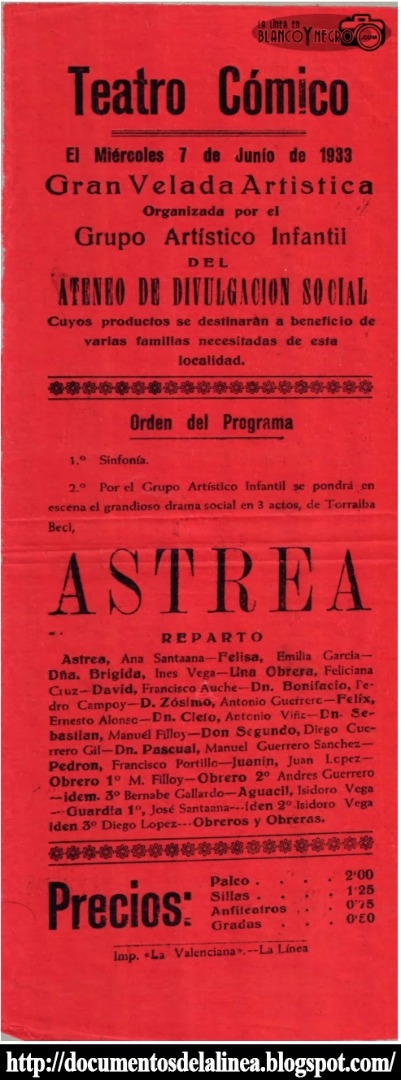 LA LÍNEA EN
BLANCOYNEGRO
.COM
Teatro Cómico
El Miércoles 7 de Junio de 1933
Gran Velada Artistica
Organizada por el
Grupo Artístico Infantil
DEL
ATENEO DE DIVULGACION SOCIAL
Cuyos productos se destinarán a beneficio de
varias familias necesitadas de esta
localidad.
Orden del Programa
1.º Sinfonía.
2.º Por el Grupo Artístico Infantil se pondrá en
escena el grandioso drama social en 3 actos, de Torralba
Beci,
ASTREA
REPARTO
Astrea, Ana Santaana—Felisa, Emilia Garcia—
Dña. Brigida, Ines Vega—Una Obrera, Feliciana
Cruz—David, Francisco Auche—Dn. Bonifacio, Pe-
dro Campoy—D. Zósimo, Antonio Guerrero—Felix,
Ernesto Alonso—Dn. Cleto, Antonio Viñz—Dn- Se-
bastian, Manuel Filloy—Don Segundo, Diego Gue-
rrero Gil—Dn. Pascual, Manuel Guerrero Sanchez—
Pedron, Francisco Portillo—Juanin, Juan Lopez—
Obrero 1º M. Filloy—Obrero 2º Andres Guerrero
—idem. 3º Bernabe Gallardo—Aguacil, Isidoro Vega
--Guardia 1º, José Santaana---iden 2º Isidoro Vega
iden 3º Diego Lopez---Obreros y Obreras.
Precios:
Palco . . . . 2'00
Sillas . . . . 1'25
Anfiteatros . . 0'75
Gradas . . . 0'50
Imp. «La Valenciana».--La Línea
http://documentosdelalinea.blogspot.com/